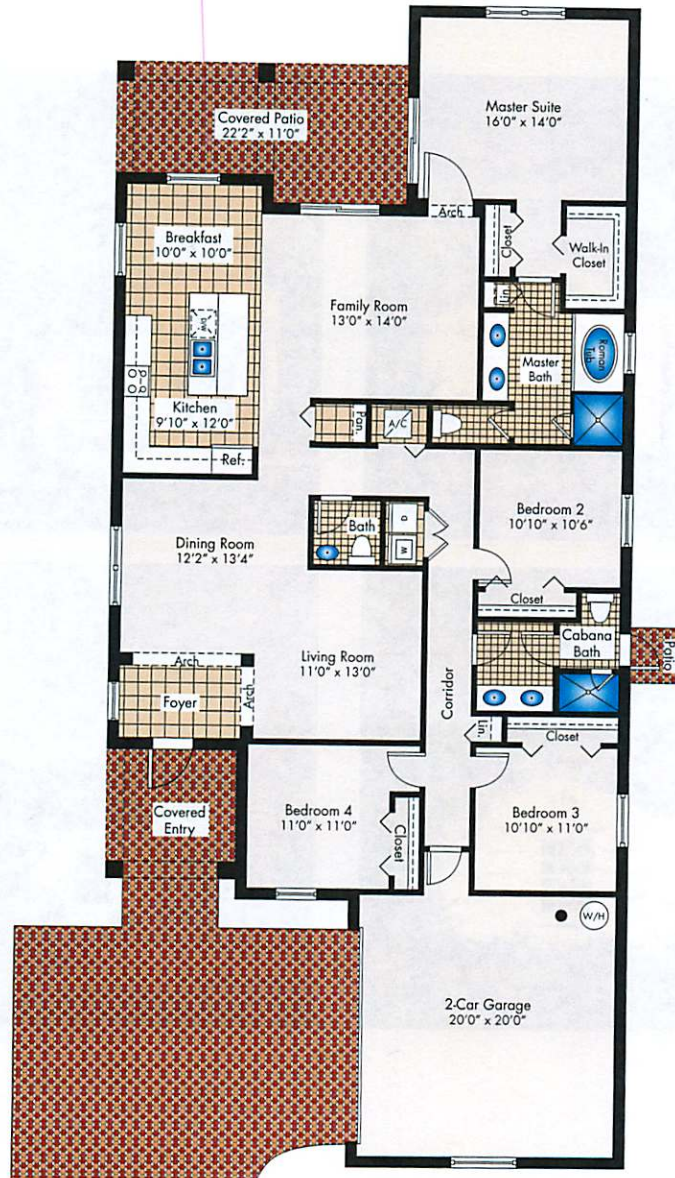 Master Suite
16'0" x 14'0"
Covered Patio
22'2" x 11'0"
Arch
Closet
Walk-In
Closet
Breakfast
10'0" x 10'0"
Family Room
13'0" x 14'0"
Lin.
DW
Master
Bath
Roman
Tub
Kitchen
9'10" x 12'0"
Pan.
A/C
Ref.
Bath
D
W
Bedroom 2
10'10" x 10'6"
Dining Room
12'2" x 13'4"
Closet
Cabana
Bath
Patio
Arch
Living Room
11'0" x 13'0"
Corridor
Foyer
Arch
Lin.
Closet
Covered
Entry
Bedroom 4
11'0" x 11'0"
Closet
Bedroom 3
10'10" x 11'0"
W/H
2-Car Garage
20'0" x 20'0"